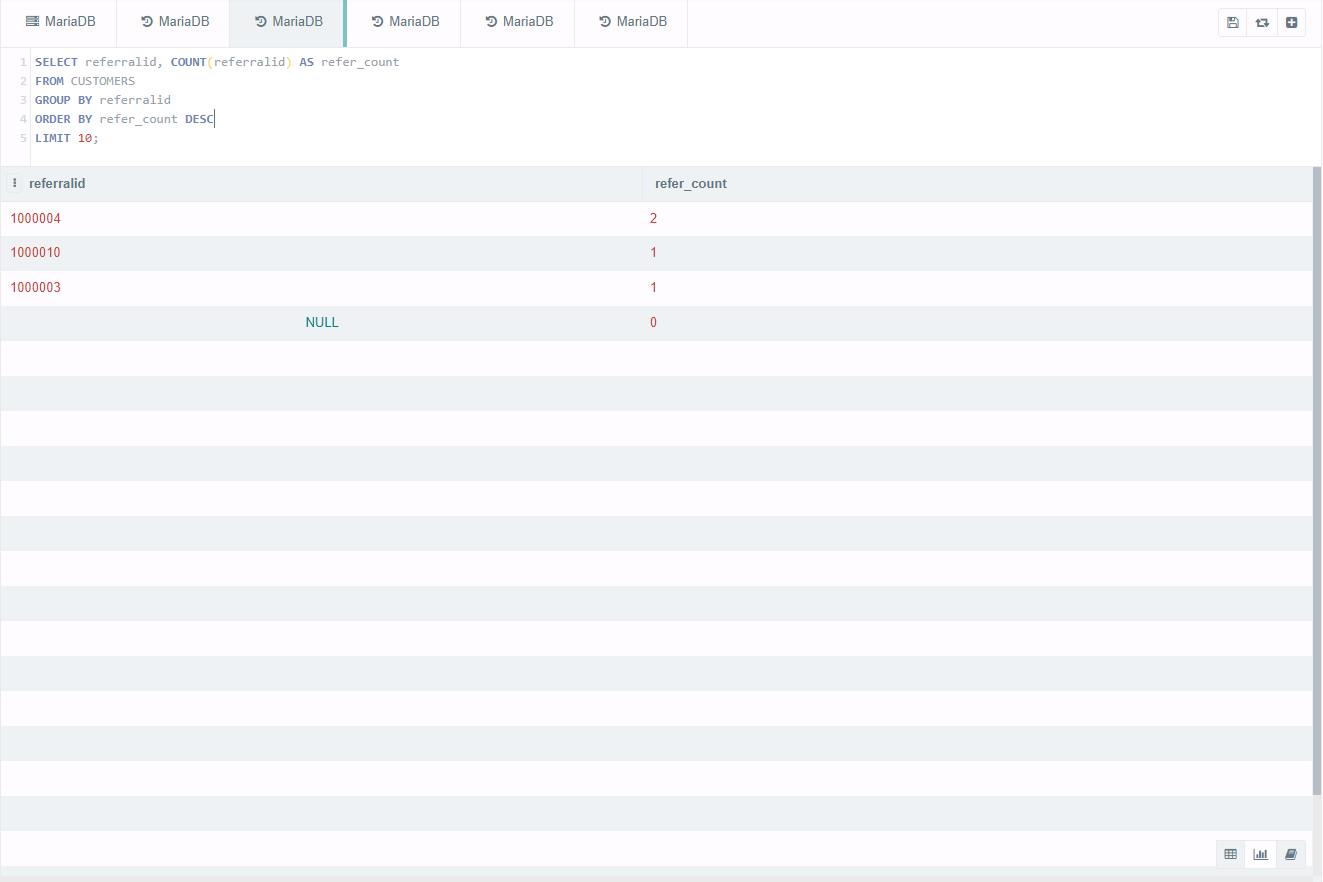 MariaDB MariaDB MariaDB MariaDB MariaDB MariaDB
1 SELECT referralid, COUNT(referralid) AS refer_count
2 FROM CUSTOMERS
3 GROUP BY referralid
4 ORDER BY refer_count DESC
5 LIMIT 10;
referralid refer_count
1000004 2
1000010 1
1000003 1
NULL 0